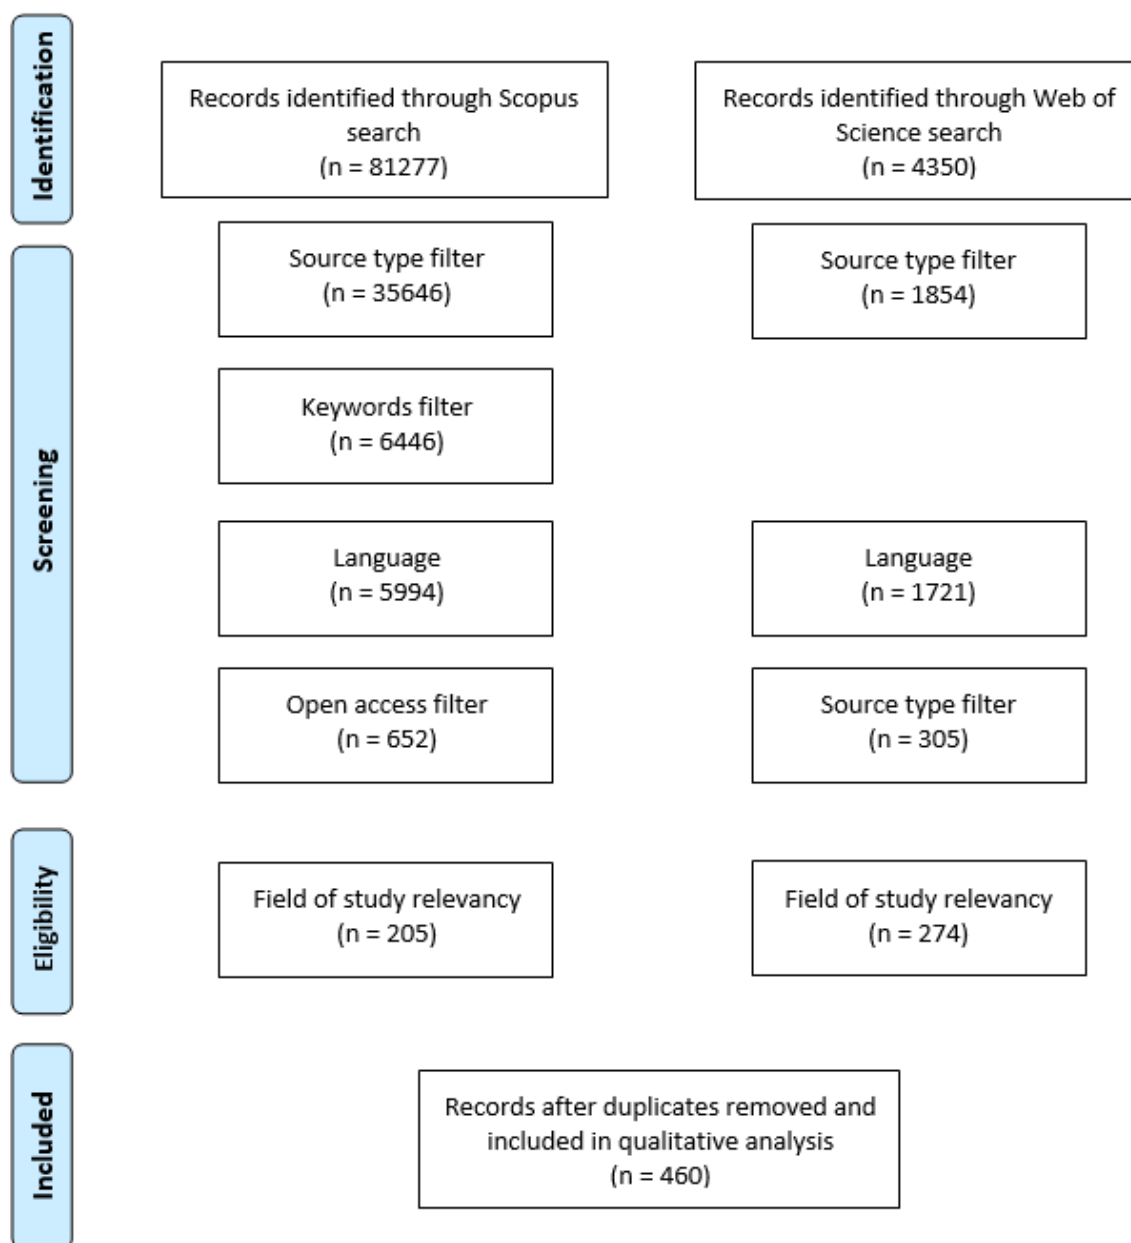 Identification
Records identified through Scopus
search
(n = 81277)
Records identified through Web of
Science search
(n = 4350)
Screening
Source type filter
(n = 35646)
Source type filter
(n = 1854)
Keywords filter
(n = 6446)
Language
(n = 5994)
Language
(n = 1721)
Open access filter
(n = 652)
Source type filter
(n = 305)
Eligibility
Field of study relevancy
(n = 205)
Field of study relevancy
(n = 274)
Included
Records after duplicates removed and
included in qualitative analysis
(n = 460)